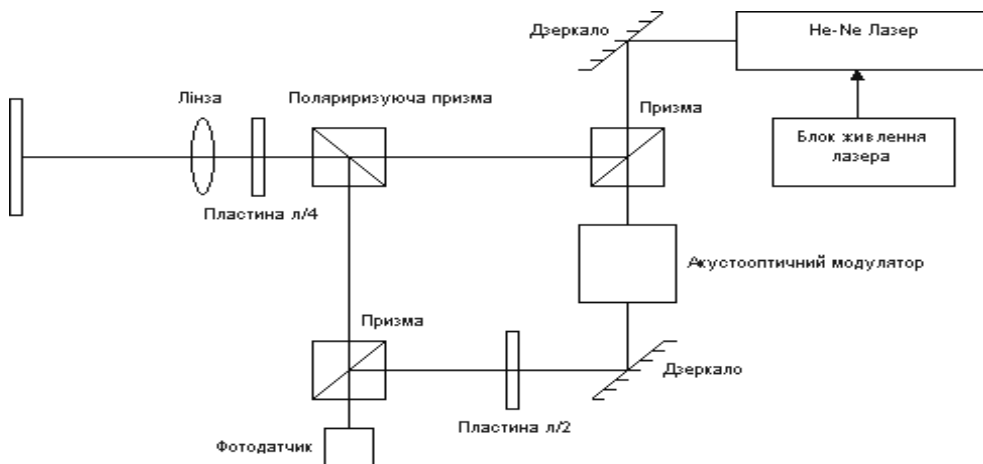 Дзеркало
He-Ne Лазер
Лінза
Поляриризуюча призма
Призма
Блок живлення
лазера
Пластина л/4
Акустооптичний модулятор
Призма
Дзеркало
Пластина л/2
Фотодатчик